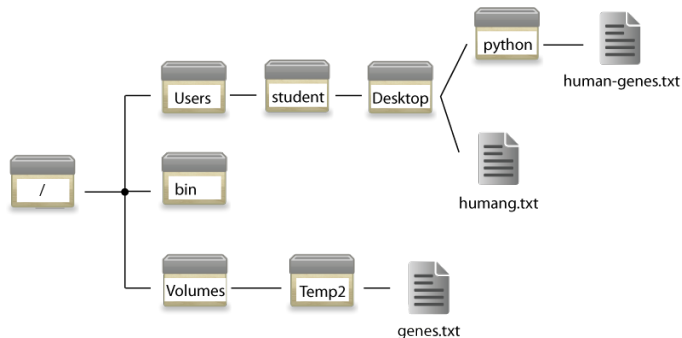 python
human-genes.txt
Users
student
Desktop
/
bin
humang.txt
Volumes
Temp2
genes.txt